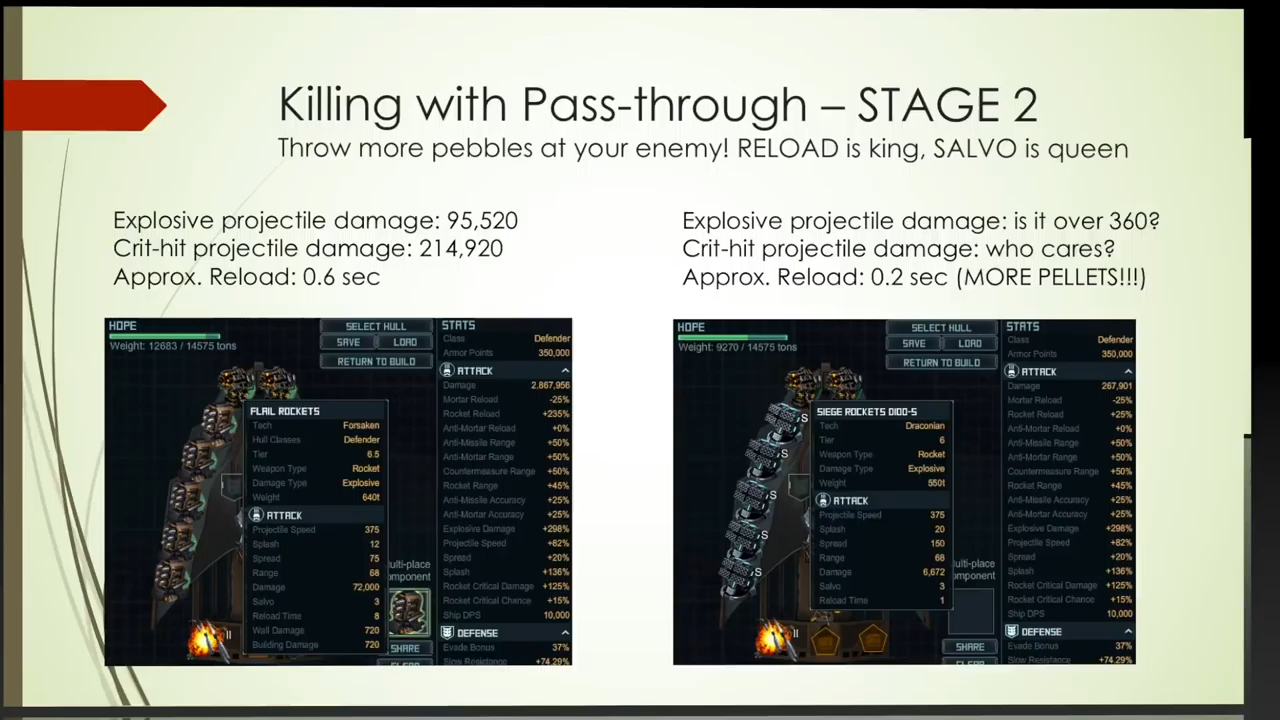 Killing with Pass-through – STAGE 2
Throw more pebbles at your enemy! RELOAD is king, SALVO is queen
Explosive projectile damage: 95,520
Crit-hit projectile damage: 214,920
Approx. Reload: 0.6 sec
Explosive projectile damage: is it over 360?
Crit-hit projectile damage: who cares?
Approx. Reload: 0.2 sec (MORE PELLETS!!!)
HOPE
Weight: 12683 / 14575 tons
SELECT HULL
SAVE
LOAD
RETURN TO BUILD
FLAIL ROCKETS
Tech Forsaken
Hull Classes Defender
Tier 6.5
Weapon Type Rocket
Damage Type Explosive
Weight 640t
ATTACK
Projectile Speed 375
Splash 12
Spread 75
Range 68
Damage 72,000
Salvo 3
Reload Time 8
Wall Damage 720
Building Damage 720
SHARE
STATS
Class Defender
Armor Points 350,000
ATTACK
Damage 2,867,956
Mortar Reload -25%
Rocket Reload +235%
Anti-Mortar Reload +0%
Anti-Missile Range +50%
Anti-Mortar Range +50%
Countermeasure Range +50%
Rocket Range +45%
Anti-Missile Accuracy +25%
Anti-Mortar Accuracy +25%
Explosive Damage +298%
Projectile Speed +82%
Spread +20%
Splash +136%
Rocket Critical Damage +125%
Rocket Critical Chance +15%
Ship DPS 10,000
DEFENSE
Evade Bonus 37%
Slow Resistance +74.29%
HOPE
Weight: 9270 / 14575 tons
SELECT HULL
SAVE
LOAD
RETURN TO BUILD
S
S
S
S
S
SIEGE ROCKETS D100-S
Tech Draconian
Tier 6
Weapon Type Rocket
Damage Type Explosive
Weight 550t
ATTACK
Projectile Speed 375
Splash 20
Spread 150
Range 68
Damage 6,672
Salvo 3
Reload Time 1
SHARE
STATS
Class Defender
Armor Points 350,000
ATTACK
Damage 267,901
Mortar Reload -25%
Rocket Reload +25%
Anti-Mortar Reload +0%
Anti-Missile Range +50%
Anti-Mortar Range +50%
Countermeasure Range +50%
Rocket Range +45%
Anti-Missile Accuracy +25%
Anti-Mortar Accuracy +25%
Explosive Damage +298%
Projectile Speed +82%
Spread +20%
Splash +136%
Rocket Critical Damage +125%
Rocket Critical Chance +15%
Ship DPS 10,000
DEFENSE
Evade Bonus 37%
Slow Resistance +74.29%